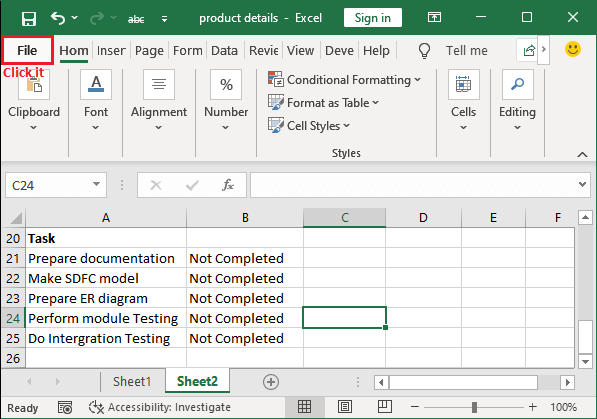 abc product details - Excel Sign in
File Hom Inser Page Form Data Revie View Deve Help Tell me
Click it
Conditional Formatting
Format as Table
Cell Styles
Clipboard Font Alignment Number Cells Editing
Styles
C24 fx
A B C D E F
20 Task
21 Prepare documentation Not Completed
22 Make SDFC model Not Completed
23 Prepare ER diagram Not Completed
24 Perform module Testing Not Completed
25 Do Intergration Testing Not Completed
26
Sheet1 Sheet2
Ready Accessibility: Investigate 100%